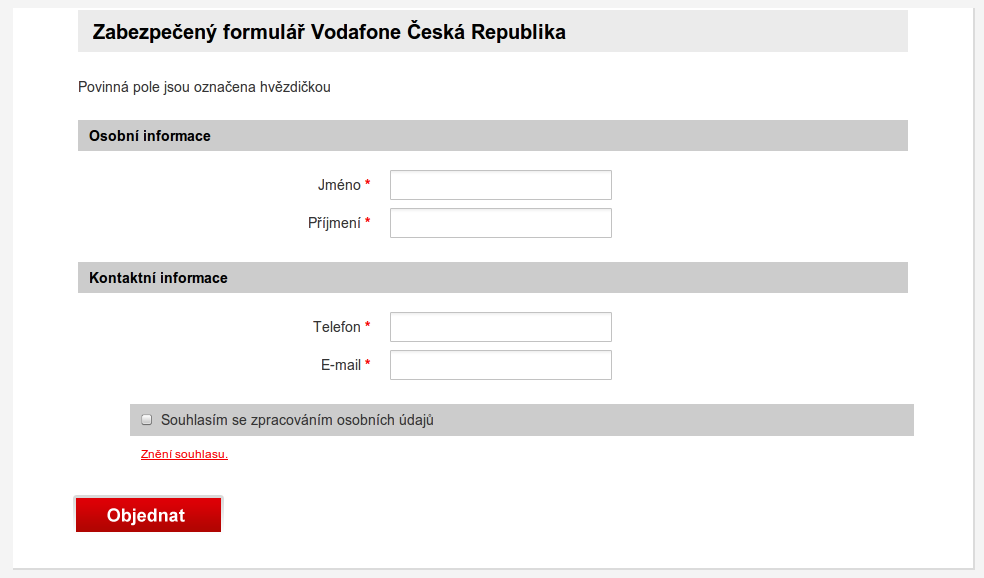 Zabezpečený formulář Vodafone Česká Republika
Povinná pole jsou označena hvězdičkou
Osobní informace
Jméno *
Příjmení *
Kontaktní informace
Telefon *
E-mail *
Souhlasím se zpracováním osobních údajů
Znění souhlasu.
Objednat